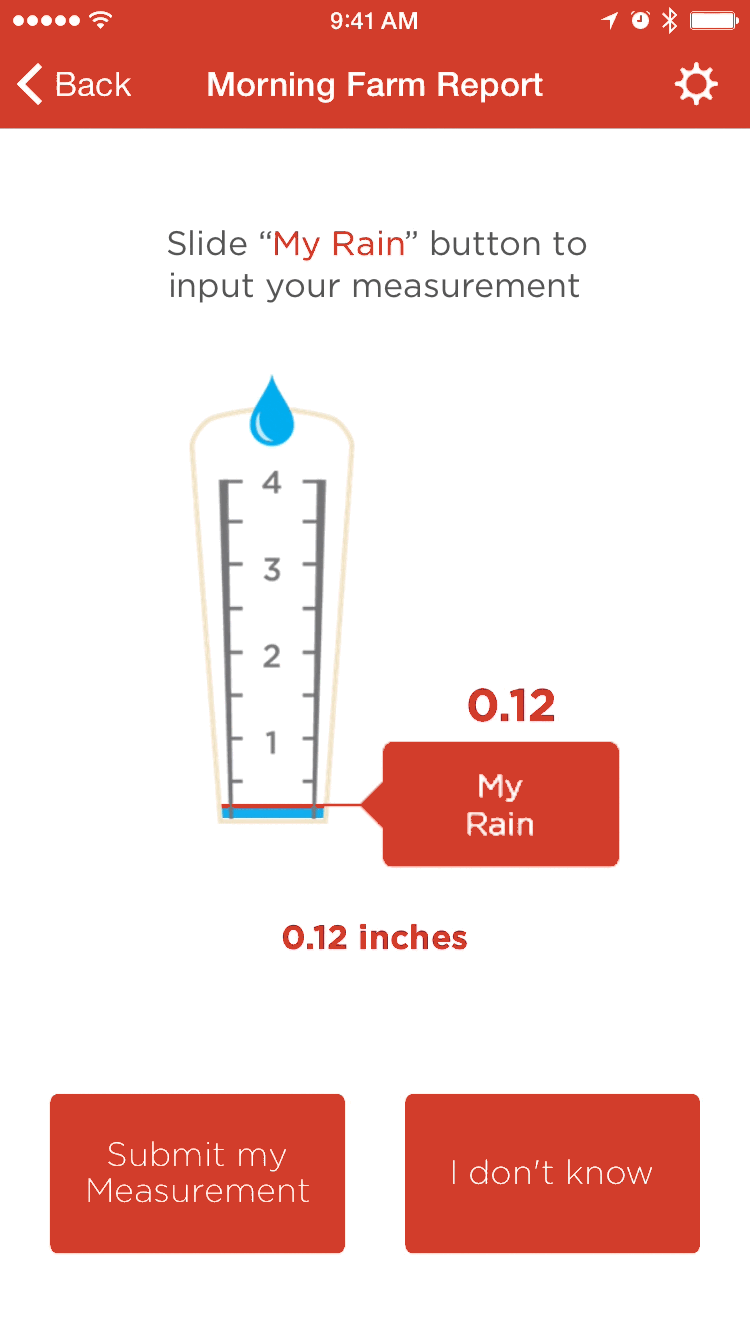 9:41 AM
Back
Morning Farm Report
Slide “My Rain” button to
input your measurement
4
3
2
1
0.12
My
Rain
0.12 inches
Submit my
Measurement
I don't know